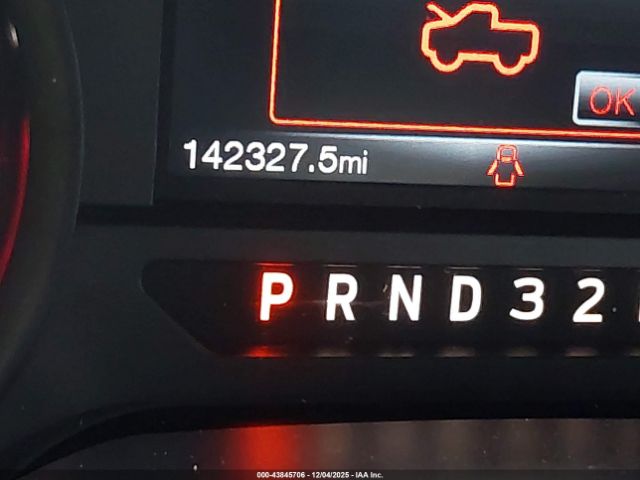 OK
142327.5mi
P R N D 3 2
000-43845706 - 12/04/2025 - IAA Inc.